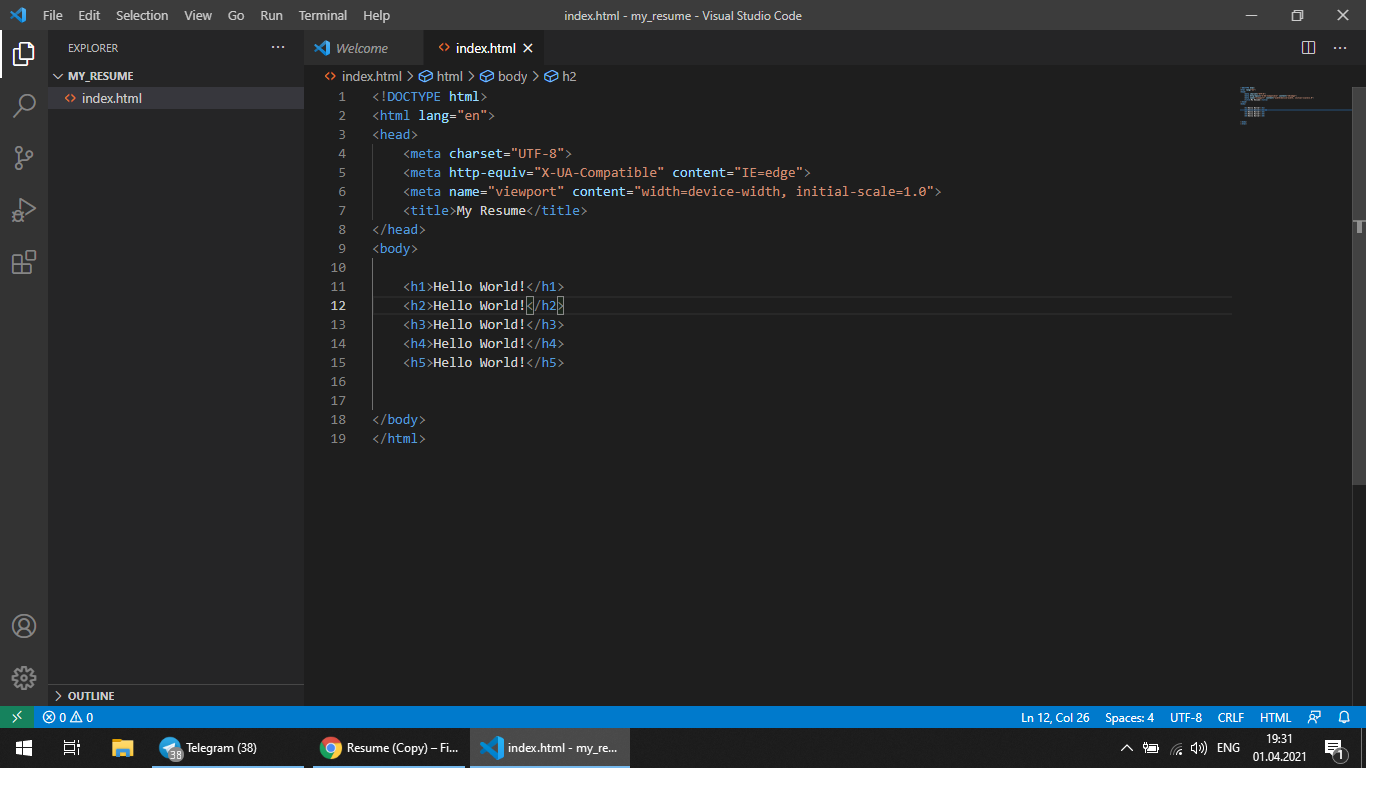 File Edit Selection View Go Run Terminal Help index.html - my_resume - Visual Studio Code
EXPLORER
Welcome index.html
MY_RESUME
index.html
index.html > html > body > h2
1 <!DOCTYPE html>
2 <html lang="en">
3 <head>
4 <meta charset="UTF-8">
5 <meta http-equiv="X-UA-Compatible" content="IE=edge">
6 <meta name="viewport" content="width=device-width, initial-scale=1.0">
7 <title>My Resume</title>
8 </head>
9 <body>
10
11 <h1>Hello World!</h1>
12 <h2>Hello World!</h2>
13 <h3>Hello World!</h3>
14 <h4>Hello World!</h4>
15 <h5>Hello World!</h5>
16
17
18 </body>
19 </html>
OUTLINE
0 0 Ln 12, Col 26 Spaces: 4 UTF-8 CRLF HTML
38 Telegram (38) Resume (Copy) – Fi... index.html - my_re... ENG 19:31
01.04.2021 1